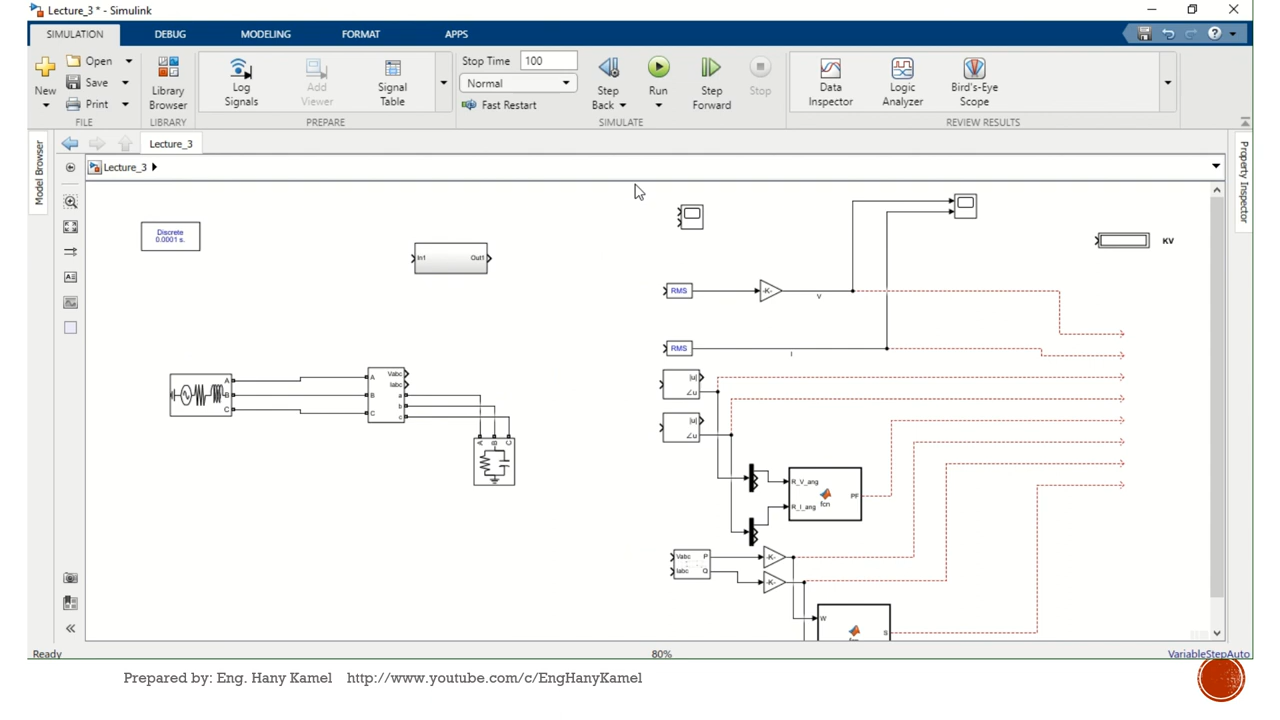 Lecture_3 * - Simulink
SIMULATION
DEBUG
MODELING
FORMAT
APPS
New
Open
Save
Print
FILE
Library
Browser
LIBRARY
Log
Signals
Add
Viewer
Signal
Table
PREPARE
Stop Time 100
Normal
Fast Restart
Step
Back
Run
Step
Forward
Stop
SIMULATE
Data
Inspector
Logic
Analyzer
Bird's-Eye
Scope
REVIEW RESULTS
Model Browser
Lecture_3
Lecture_3
Property Inspector
Discrete
0.0001 s.
In1 Out1
KV
RMS
-K-
V
RMS
I
|u|
∠u
|u|
∠u
A
B
C
A
B
C
Vabc
Iabc
a
b
c
A B C
R_V_ang
R_I_ang
PF
fcn
Vabc
Iabc
P
Q
-K-
-K-
W
S
Ready
80%
VariableStepAuto
Prepared by: Eng. Hany Kamel http://www.youtube.com/c/EngHanyKamel